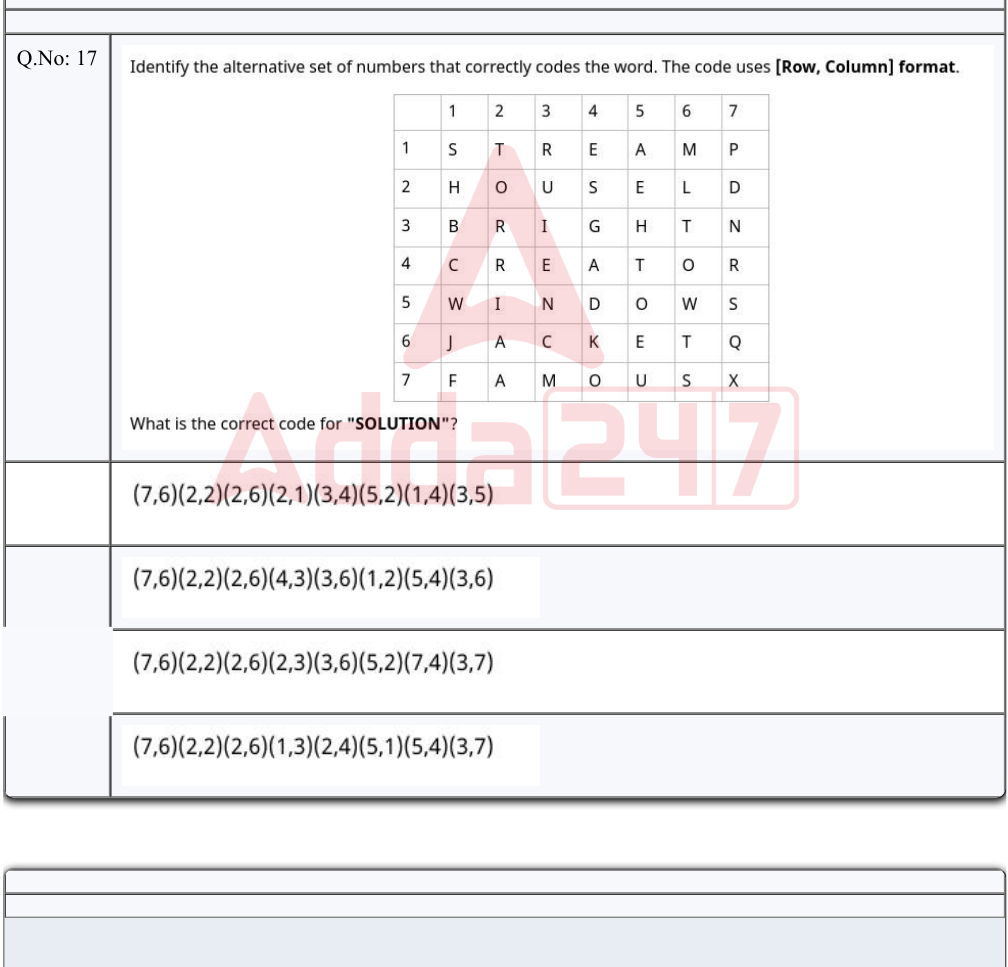 Q.No: 17
Identify the alternative set of numbers that correctly codes the word. The code uses [Row, Column] format.
1 2 3 4 5 6 7
1 S T R E A M P
2 H O U S E L D
3 B R I G H T N
4 C R E A T O R
5 W I N D O W S
6 J A C K E T Q
7 F A M O U S X
What is the correct code for "SOLUTION"?
Adda247
(7,6)(2,2)(2,6)(2,1)(3,4)(5,2)(1,4)(3,5)
(7,6)(2,2)(2,6)(4,3)(3,6)(1,2)(5,4)(3,6)
(7,6)(2,2)(2,6)(2,3)(3,6)(5,2)(7,4)(3,7)
(7,6)(2,2)(2,6)(1,3)(2,4)(5,1)(5,4)(3,7)